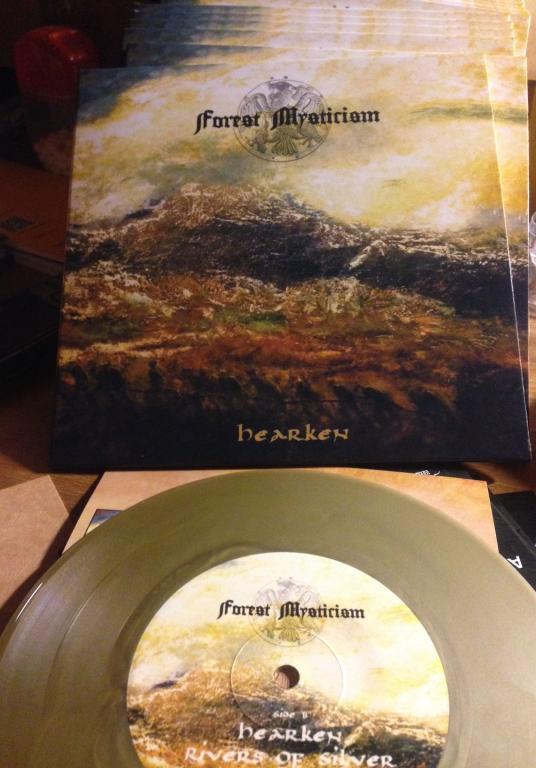 Forest Mysticism
hearken
Forest Mysticism
side B
hearken
rivers of silver